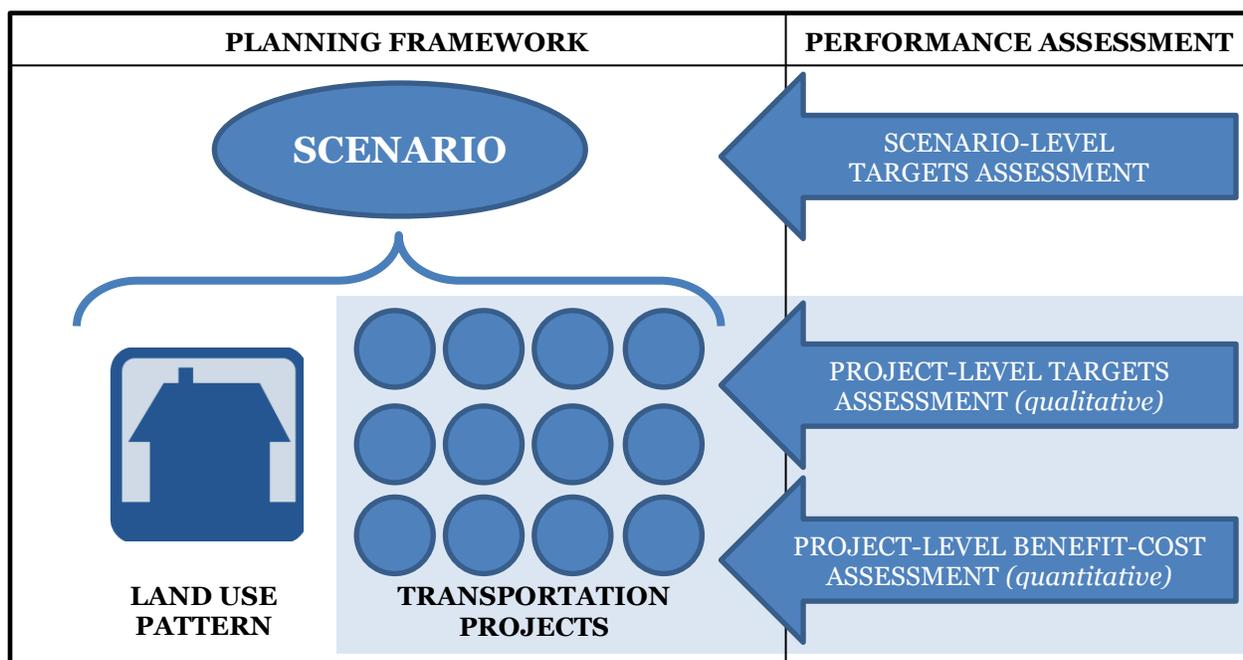 PLANNING FRAMEWORK
PERFORMANCE ASSESSMENT
SCENARIO
SCENARIO-LEVEL
TARGETS ASSESSMENT
PROJECT-LEVEL TARGETS
ASSESSMENT (qualitative)
PROJECT-LEVEL BENEFIT-COST
ASSESSMENT (quantitative)
LAND USE
PATTERN
TRANSPORTATION
PROJECTS